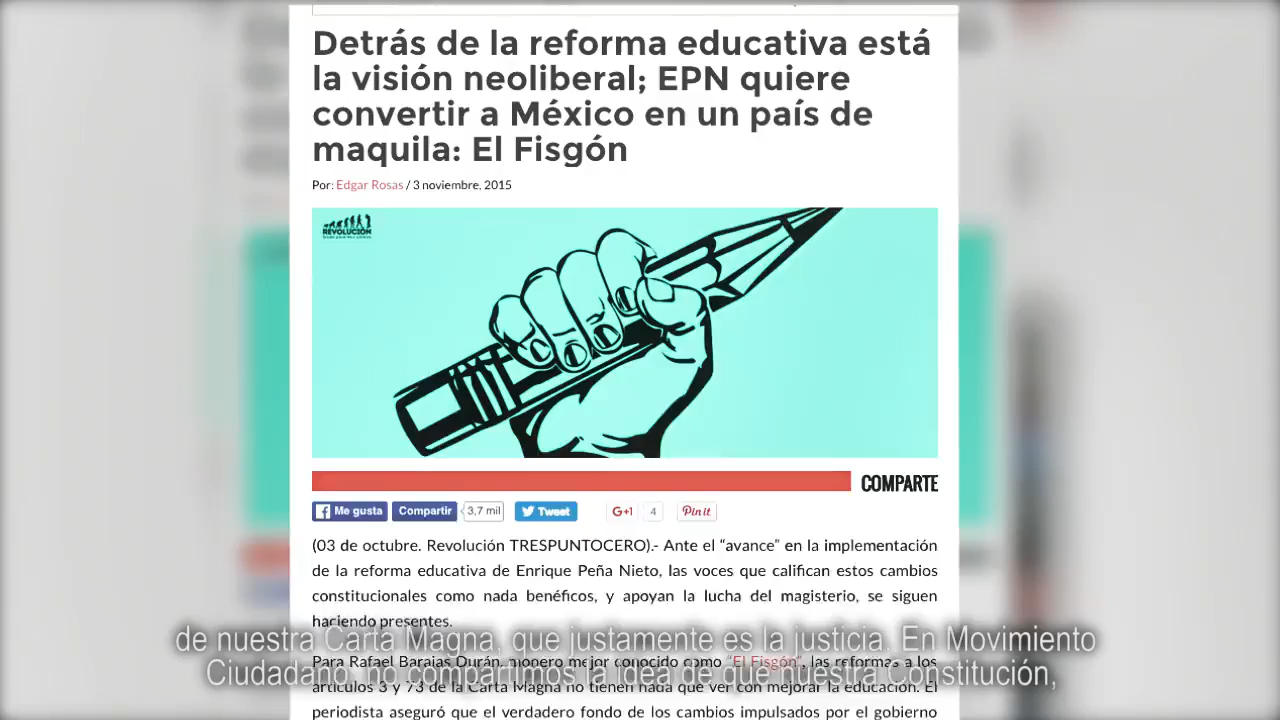 Detrás de la reforma educativa está
la visión neoliberal; EPN quiere
convertir a México en un país de
maquila: El Fisgón
Por: Edgar Rosas / 3 noviembre, 2015
REVOLUCIÓN
COMPARTE
Me gusta Compartir 3,7 mil Tweet G+1 4 Pin it
(03 de octubre. Revolución TRESPUNTOCERO).- Ante el “avance” en la implementación
de la reforma educativa de Enrique Peña Nieto, las voces que califican estos cambios
constitucionales como nada benéficos, y apoyan la lucha del magisterio, se siguen
haciendo presentes.
de nuestra Carta Magna, que justamente es la justicia. En Movimiento
Para Rafael Barajas Durán, monero mejor conocido como “El Fisgón”, las reformas a los
Ciudadano no compartimos la idea de que nuestra Constitución,
artículos 3 y 73 de la Carta Magna no tienen nada que ver con mejorar la educación. El
periodista aseguró que el verdadero fondo de los cambios impulsados por el gobierno